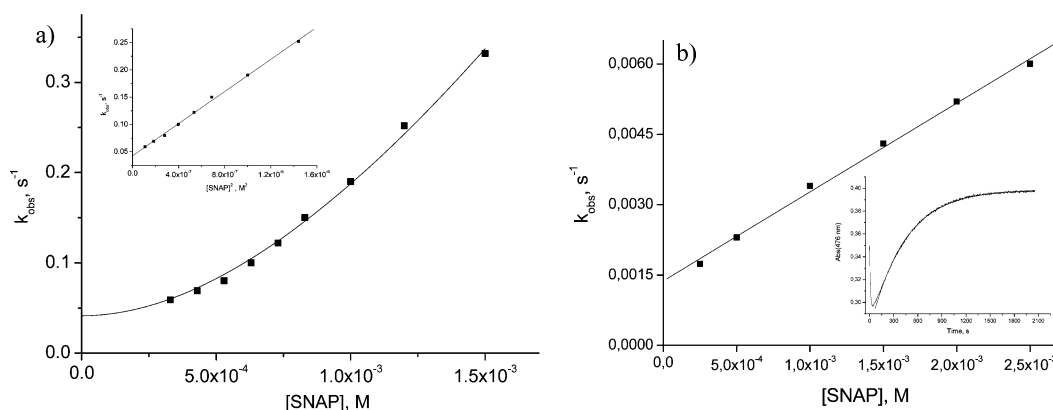 a)
0.3
0.2
0.1
0.0
k_obs, s⁻¹
0.0
5.0x10⁻⁴
1.0x10⁻³
1.5x10⁻³
[SNAP], M
0.25
0.20
0.15
0.10
0.05
k_obs, s⁻¹
4.0x10⁻⁷
8.0x10⁻⁷
1.2x10⁻⁶
1.6x10⁻⁶
[SNAP]², M²
b)
0,0060
0,0045
0,0030
0,0015
0,0000
k_obs, s⁻¹
0,0
5,0x10⁻⁴
1,0x10⁻³
1,5x10⁻³
2,0x10⁻³
2,5x10⁻³
[SNAP], M
0,40
0,38
0,36
0,34
0,32
0,30
Abs(476 nm)
0
300
600
900
1200
1500
1800
2100
Time, s